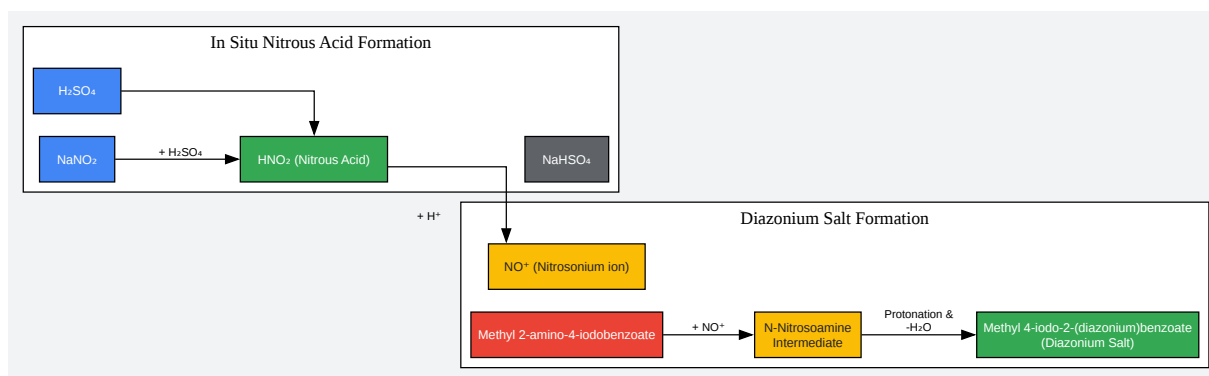 In Situ Nitrous Acid Formation
H₂SO₄
NaNO₂
+ H₂SO₄
HNO₂ (Nitrous Acid)
NaHSO₄
+ H⁺
Diazonium Salt Formation
NO⁺ (Nitrosonium ion)
Methyl 2-amino-4-iodobenzoate
+ NO⁺
N-Nitrosoamine
Intermediate
Protonation &
-H₂O
Methyl 4-iodo-2-(diazonium)benzoate
(Diazonium Salt)